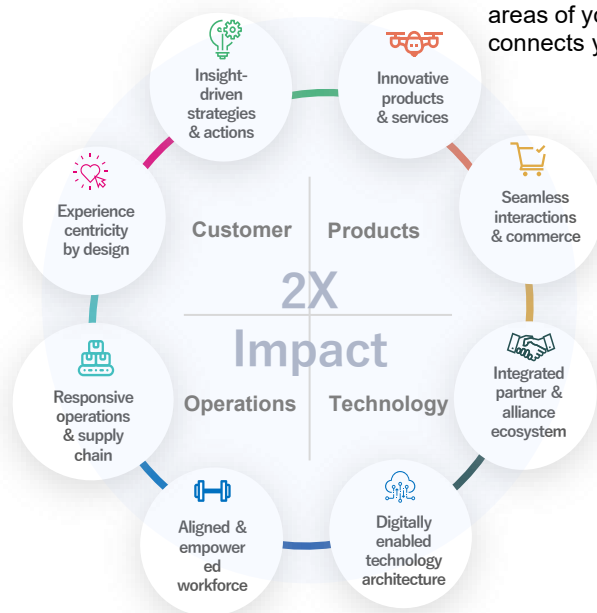 areas of yo
connects y
Insight-
driven
strategies
& actions
Innovative
products
& services
Experience
centricity
by design
Seamless
interactions
& commerce
Customer
Products
2X
Impact
Operations
Technology
Responsive
operations
& supply
chain
Integrated
partner &
alliance
ecosystem
Aligned &
empower
ed
workforce
Digitally
enabled
technology
architecture